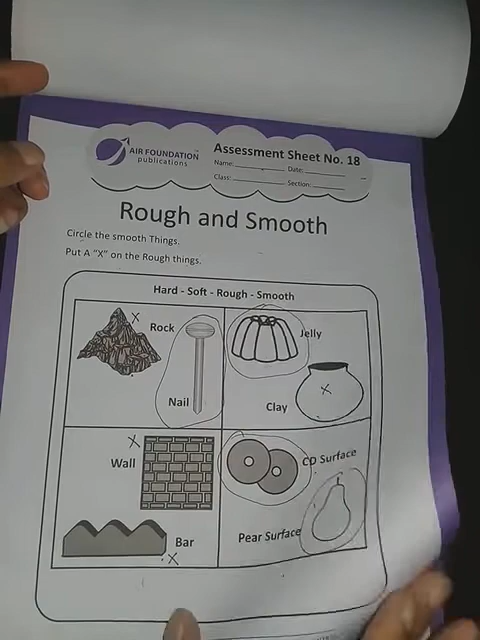 AIR FOUNDATION
publications
Assessment Sheet No. 18
Name: Date:
Class: Section:
Rough and Smooth
Circle the smooth Things.
Put A "X" on the Rough things.
Hard - Soft - Rough - Smooth
X
Rock
Nail
Jelly
Clay
X
X
Wall
Bar
X
CD Surface
Pear Surface